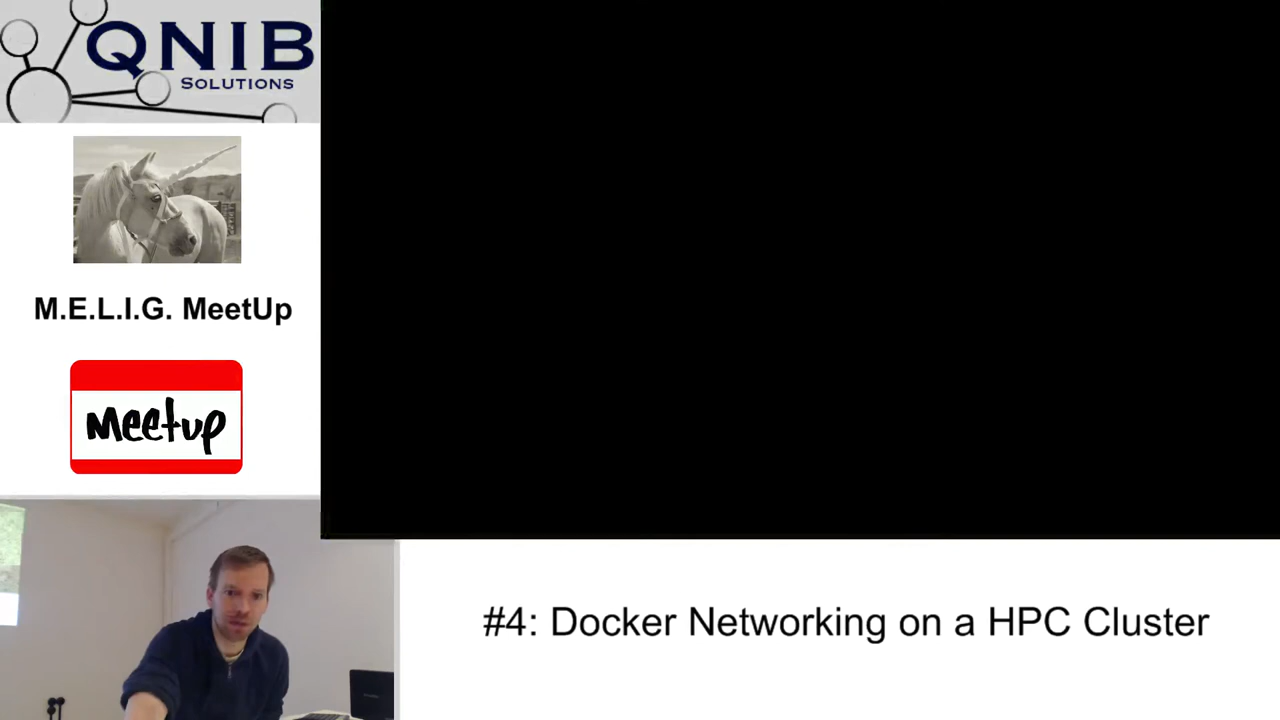 QNIB
SOLUTIONS
M.E.L.I.G. MeetUp
Meetup
#4: Docker Networking on a HPC Cluster